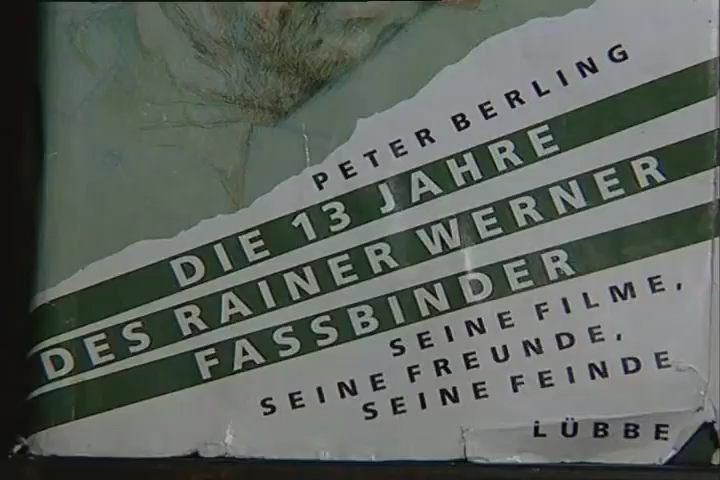 PETER BERLING
DIE 13 JAHRE
DES RAINER WERNER
FASSBINDER
SEINE FILME,
SEINE FREUNDE,
SEINE FEINDE
LÜBBE